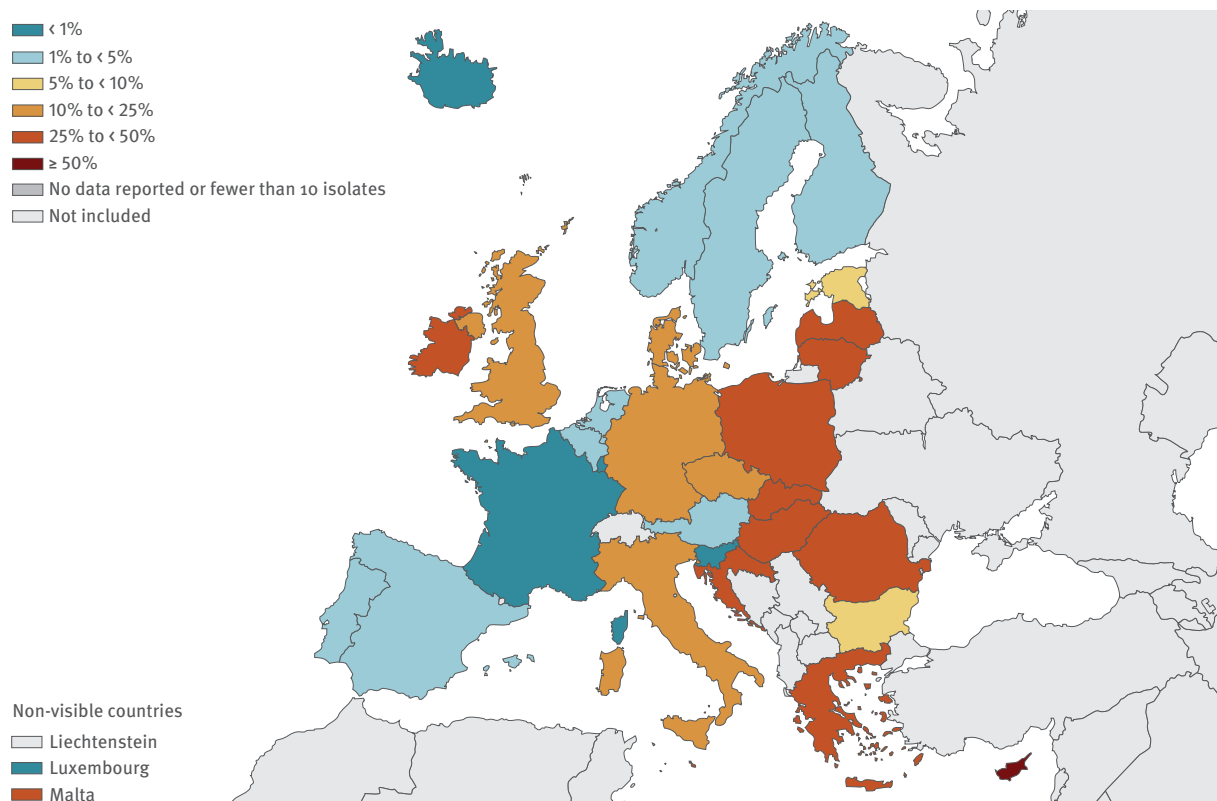 ‹ 1%
1% to ‹ 5%
5% to ‹ 10%
10% to ‹ 25%
25% to ‹ 50%
≥ 50%
No data reported or fewer than 10 isolates
Not included
Non-visible countries
Liechtenstein
Luxembourg
Malta